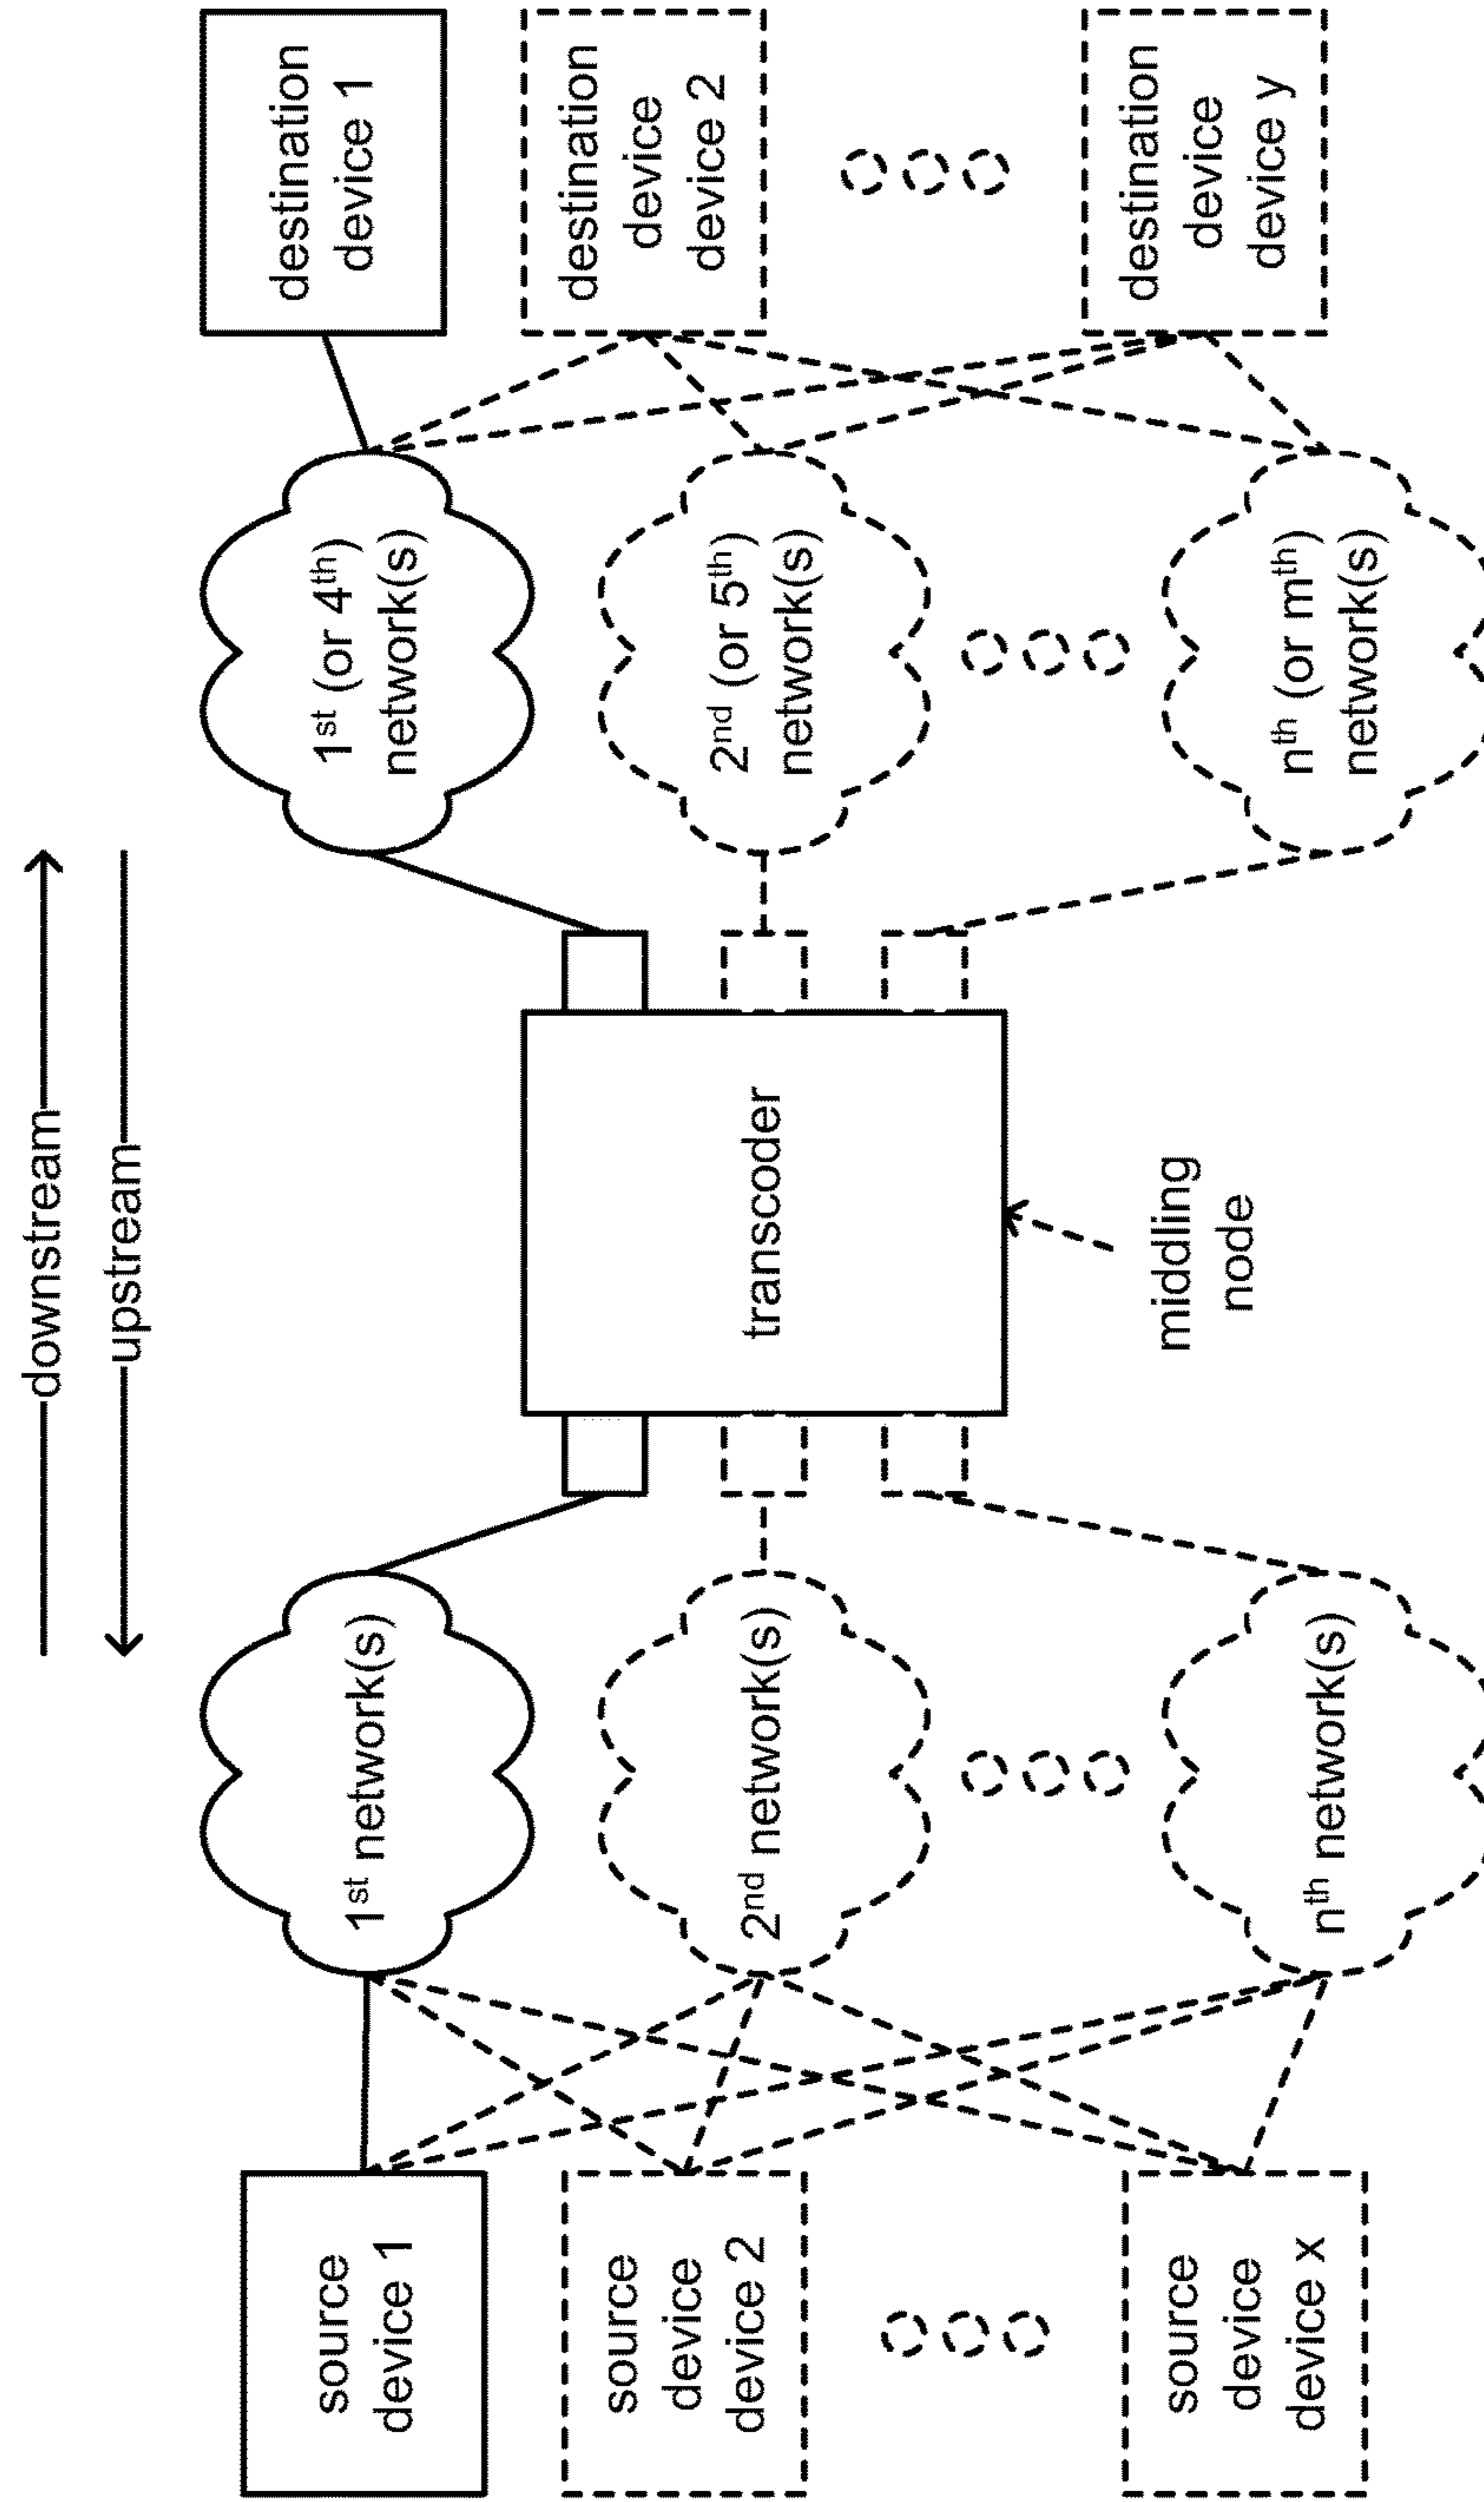 downstream
upstream
source
device 1
source
device
device 2
source
device
device x
1st network(s)
2nd network(s)
nth network(s)
transcoder
middling
node
1st (or 4th)
network(s)
2nd (or 5th)
network(s)
nth (or mth)
network(s)
destination
device 1
destination
device
device 2
destination
device
device y